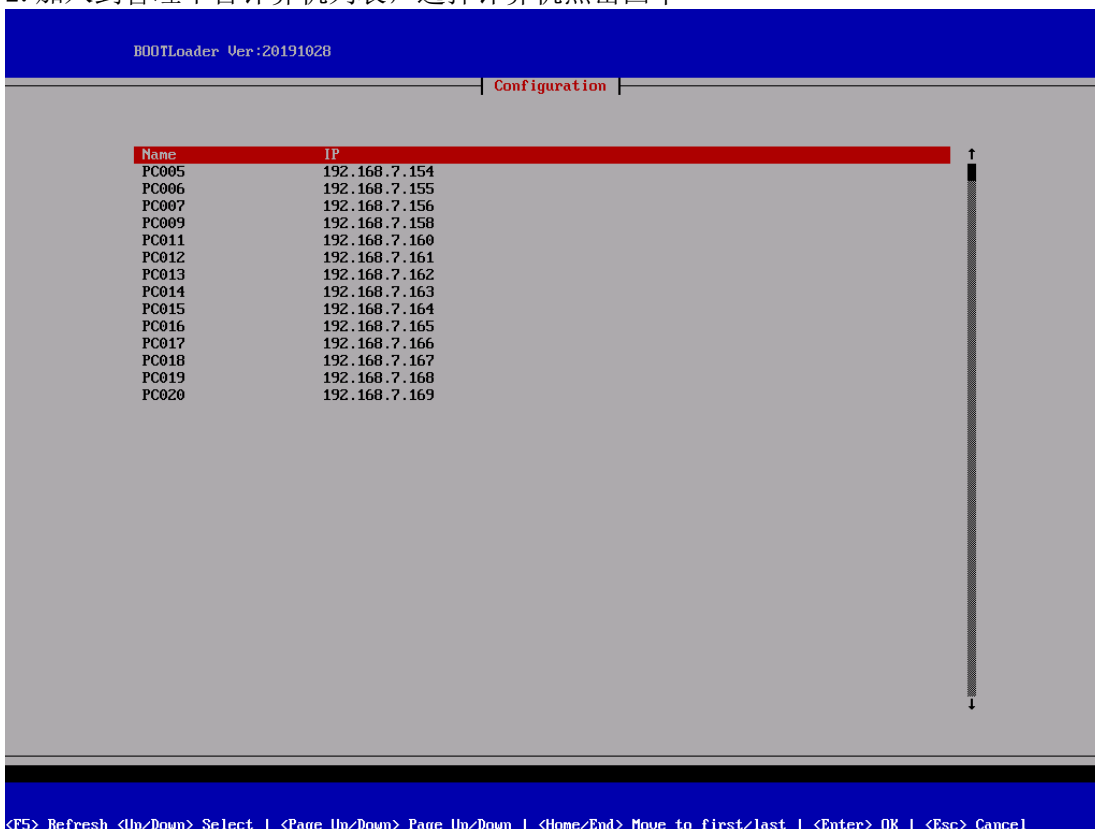 BOOTLoader Ver:20191028
Configuration
Name IP
PC005 192.168.7.154
PC006 192.168.7.155
PC007 192.168.7.156
PC009 192.168.7.158
PC011 192.168.7.160
PC012 192.168.7.161
PC013 192.168.7.162
PC014 192.168.7.163
PC015 192.168.7.164
PC016 192.168.7.165
PC017 192.168.7.166
PC018 192.168.7.167
PC019 192.168.7.168
PC020 192.168.7.169
<F5> Refresh <Up/Down> Select | <Page Up/Down> Page Up/Down | <Home/End> Move to first/last | <Enter> OK | <Esc> Cancel